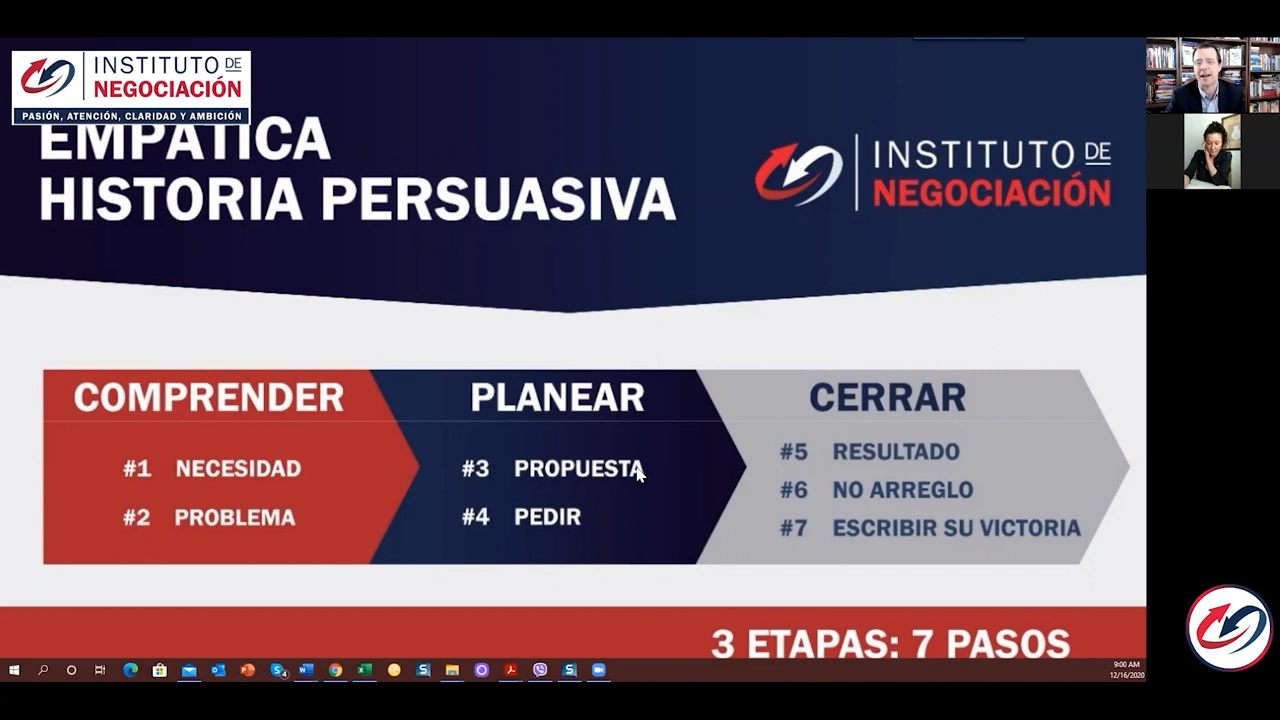 INSTITUTO DE
NEGOCIACIÓN
PASIÓN, ATENCIÓN, CLARIDAD Y AMBICIÓN
EMPÁTICA
HISTORIA PERSUASIVA
INSTITUTO DE
NEGOCIACIÓN
COMPRENDER
#1 NECESIDAD
#2 PROBLEMA
PLANEAR
#3 PROPUESTA
#4 PEDIR
CERRAR
#5 RESULTADO
#6 NO ARREGLO
#7 ESCRIBIR SU VICTORIA
3 ETAPAS: 7 PASOS
9:00 AM
12/16/2020